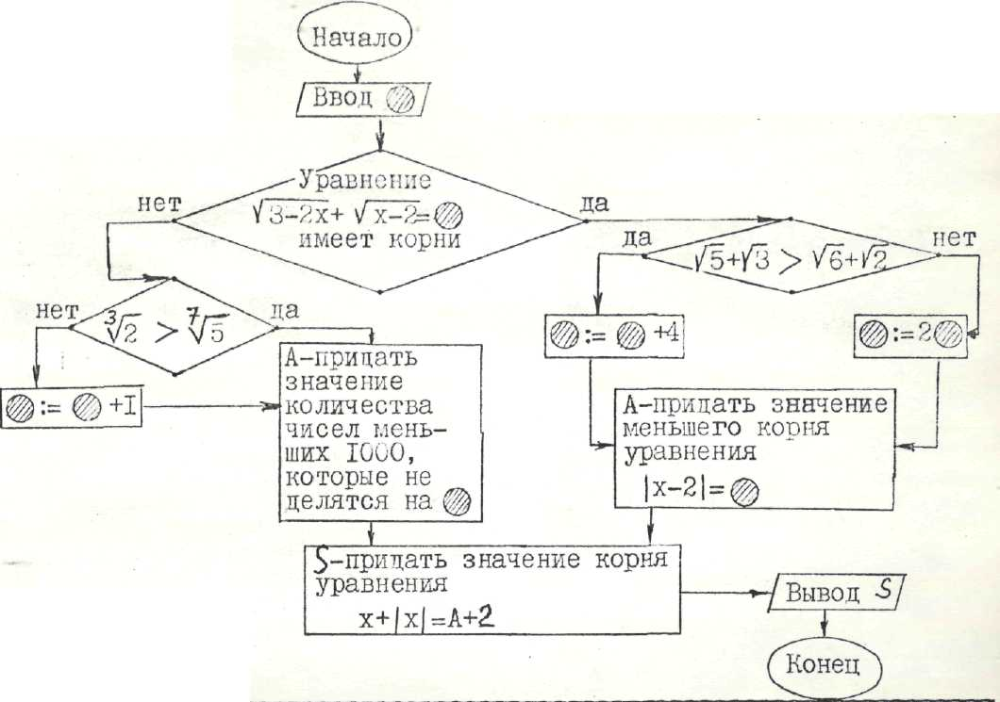 Начало
Ввод
Уравнение
√3-2x + √x-2 =
имеет корни
нет
да
да
√5+√3 > √6+√2
нет
нет
³√2 > ⁷√5
да
:= +4
:=2
:= +I
А-придать
значение
количества
чисел мень-
ших I000,
которые не
делятся на
А-придать значение
меньшего корня
уравнения
|x-2|=
S-придать значение корня
уравнения
x+|x|=A+2
Вывод S
Конец